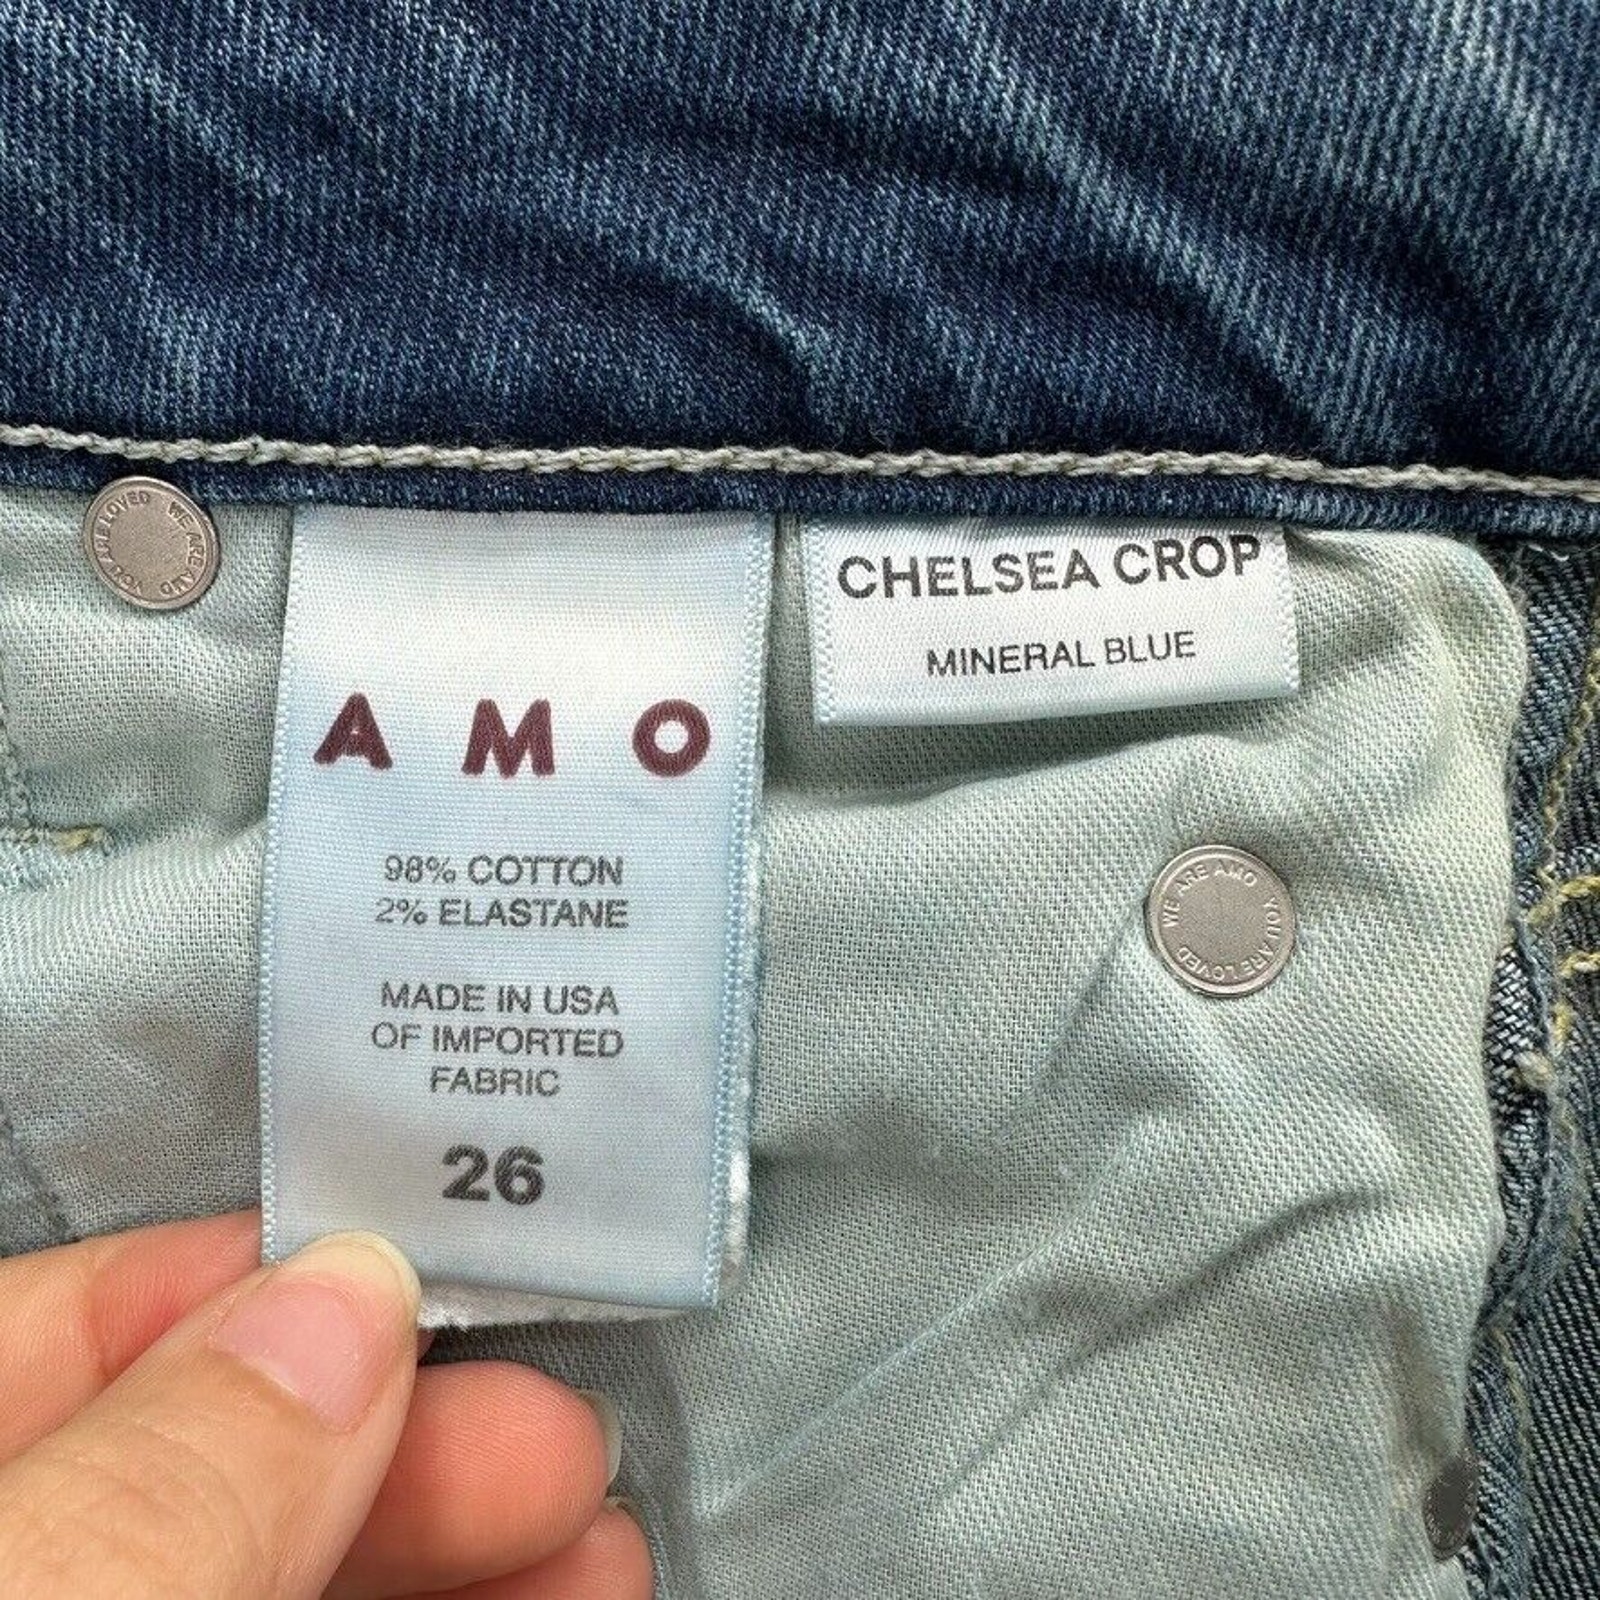 AMO
98% COTTON
2% ELASTANE
MADE IN USA
OF IMPORTED
FABRIC
26
CHELSEA CROP
MINERAL BLUE
WE ARE AMO YOU ARE LOVED
WE ARE AMO YOU ARE LOVED